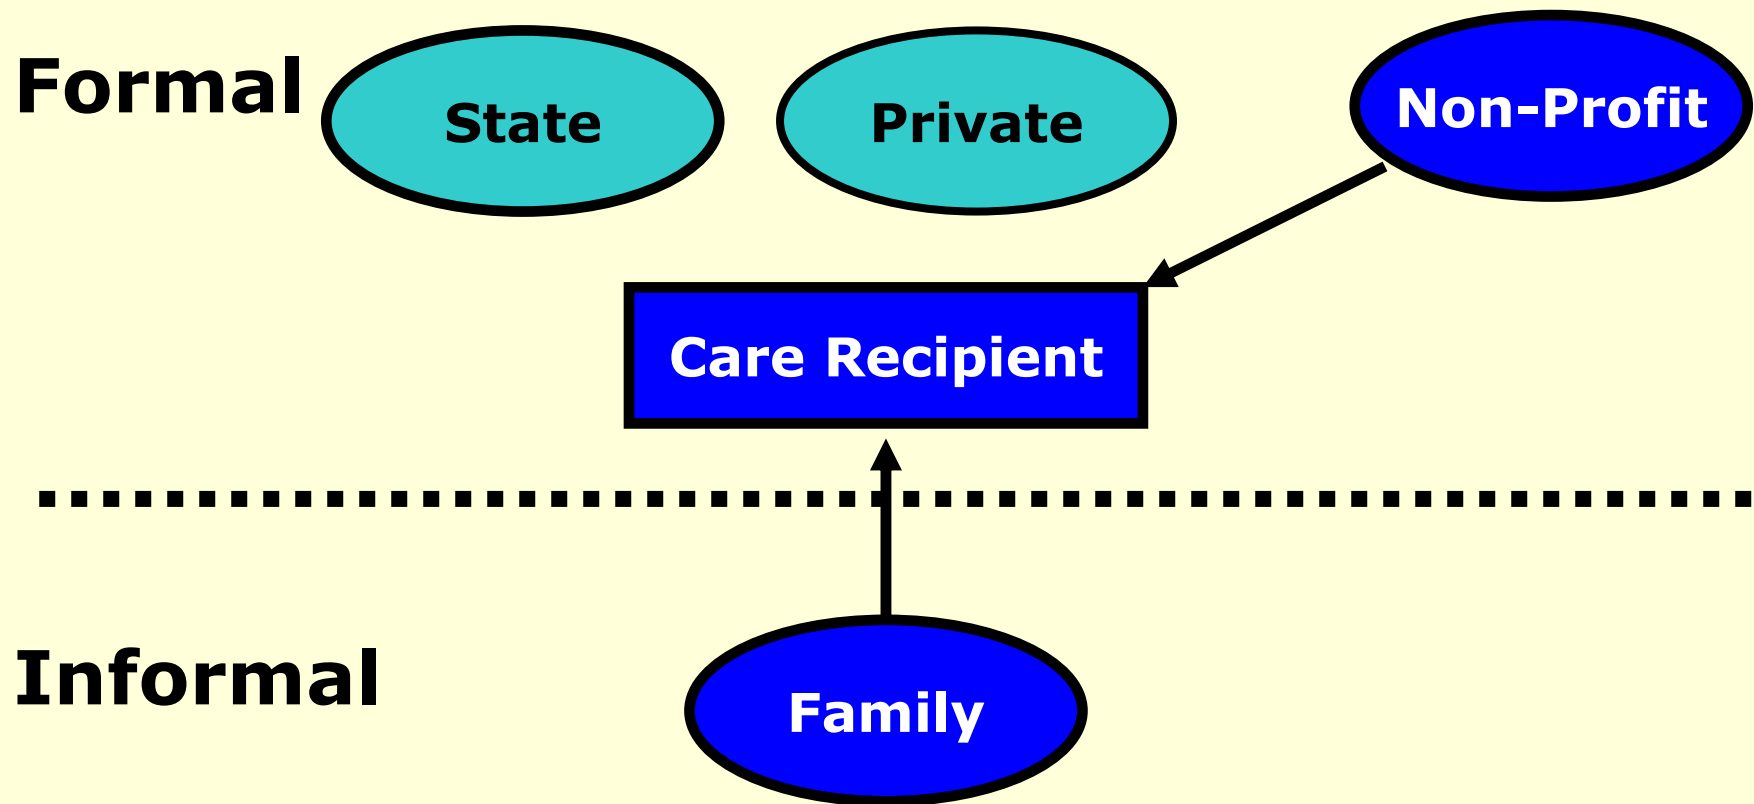 Formal
State
Private
Non-Profit
Care Recipient
Informal
Family